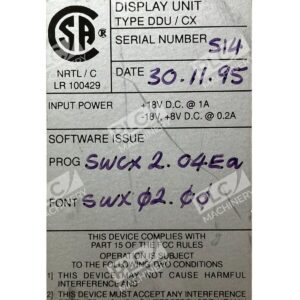 DISPLAY UNIT
TYPE DDU / CX
SERIAL NUMBER S14
NRTL / C
LR 100429
DATE 30.11.95
INPUT POWER +18V D.C. @ 1A
-18V, +8V D.C. @ 0.2A
SOFTWARE ISSUE
PROG SWCX 2.04Ea
FONT SWX 02.00
THIS DEVICE COMPLIES WITH
PART 15 OF THE FCC RULES
OPERATION IS SUBJECT
TO THE FOLLOWING TWO CONDITIONS
1) THIS DEVICE MAY NOT CAUSE HARMFUL
INTERFERENCE AND
2) THIS DEVICE MUST ACCEPT ANY INTERFERENCE